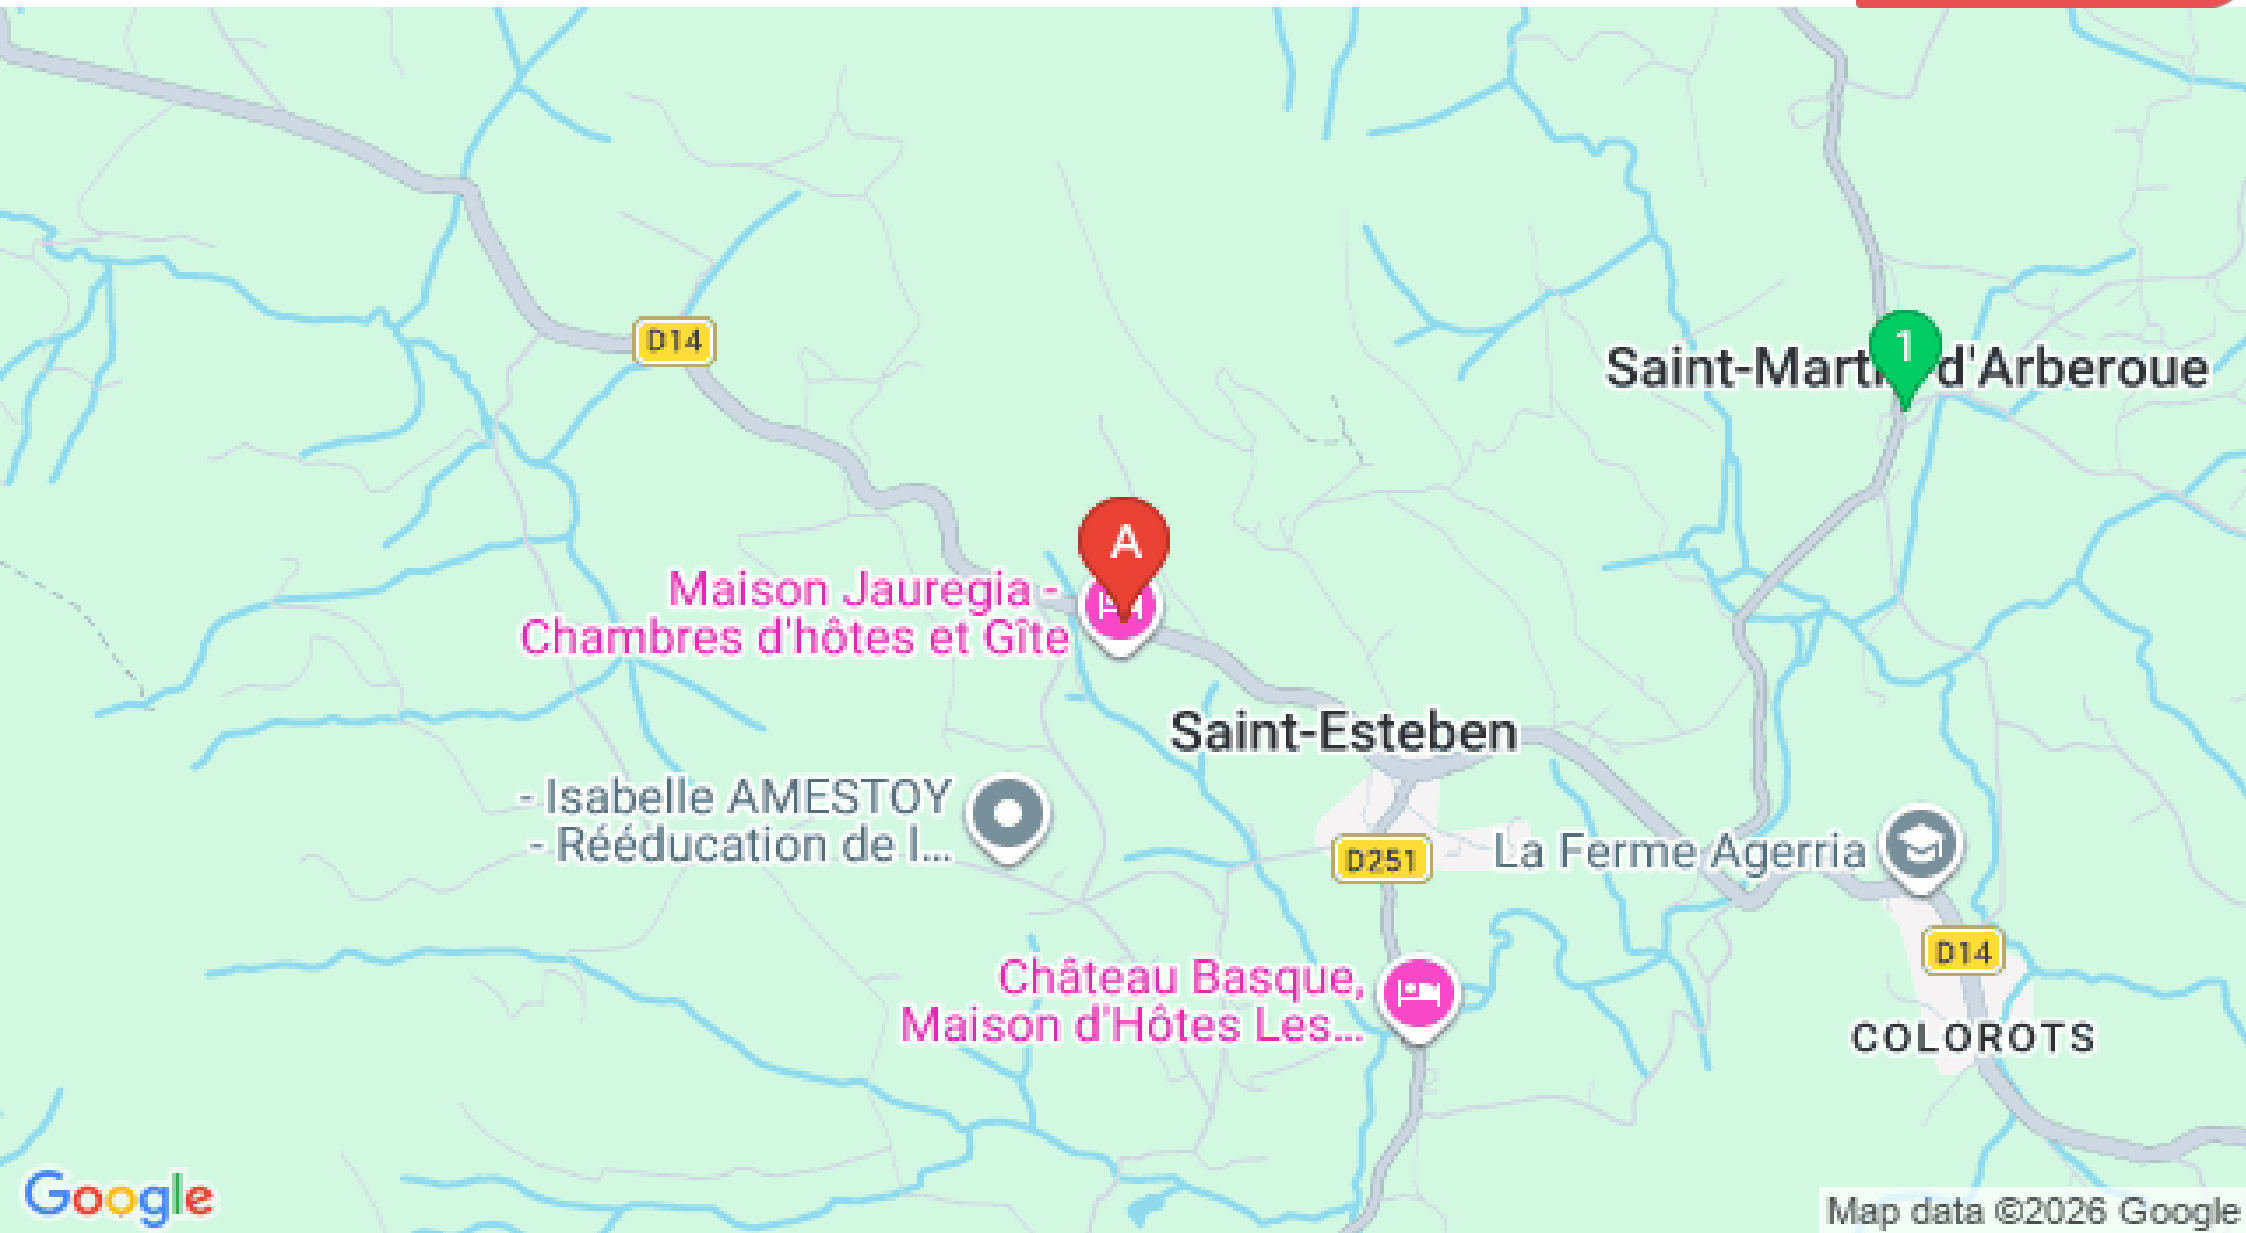 D14
1
Saint-Martin d'Arberoue
A
Maison Jauregia -
Chambres d'hôtes et Gîte
Saint-Esteben
- Isabelle AMESTOY
- Rééducation de l...
D251
La Ferme Agerria
D14
Château Basque,
Maison d'Hôtes Les...
COLOROTS
Google
Map data ©2026 Google